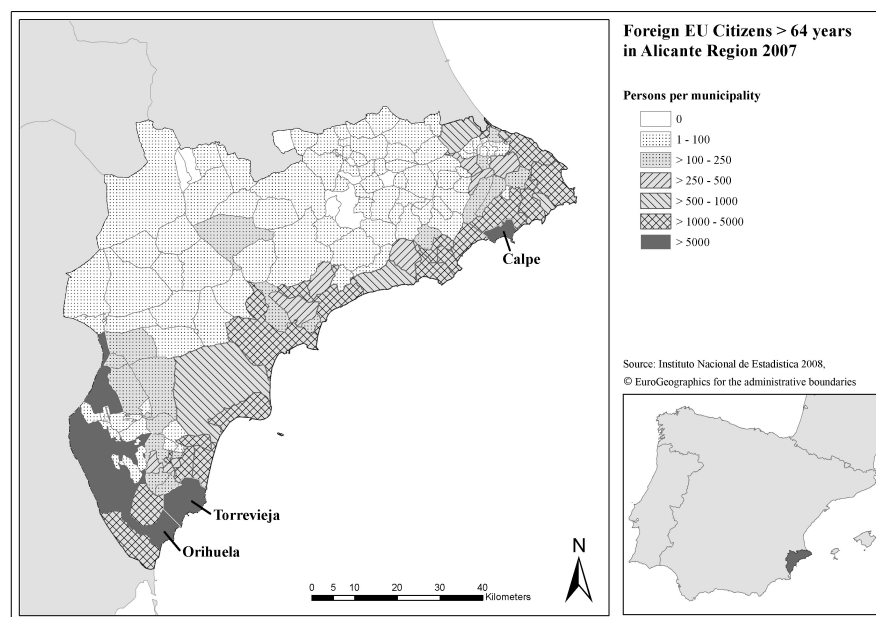 Foreign EU Citizens > 64 years
in Alicante Region 2007
Persons per municipality
0
1 - 100
> 100 - 250
> 250 - 500
> 500 - 1000
> 1000 - 5000
> 5000
Calpe
Torrevieja
Orihuela
N
0 5 10 20 30 40
Kilometers
Source: Instituto Nacional de Estadistica 2008,
© EuroGeographics for the administrative boundaries